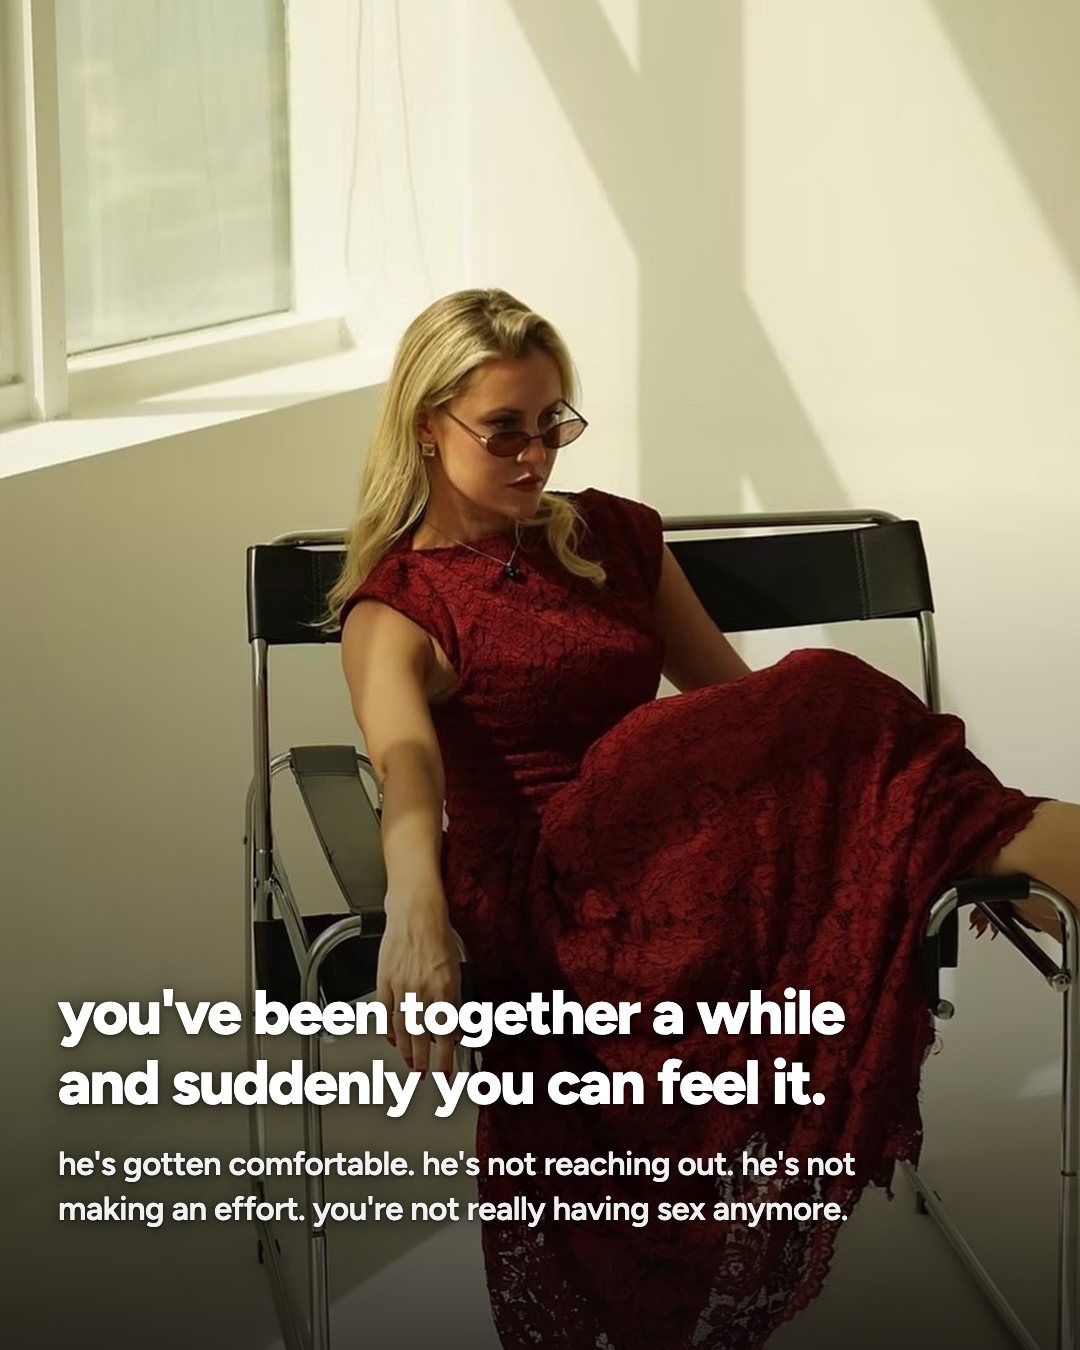 you've been together a while
and suddenly you can feel it.
he's gotten comfortable. he's not reaching out. he's not
making an effort. you're not really having sex anymore.